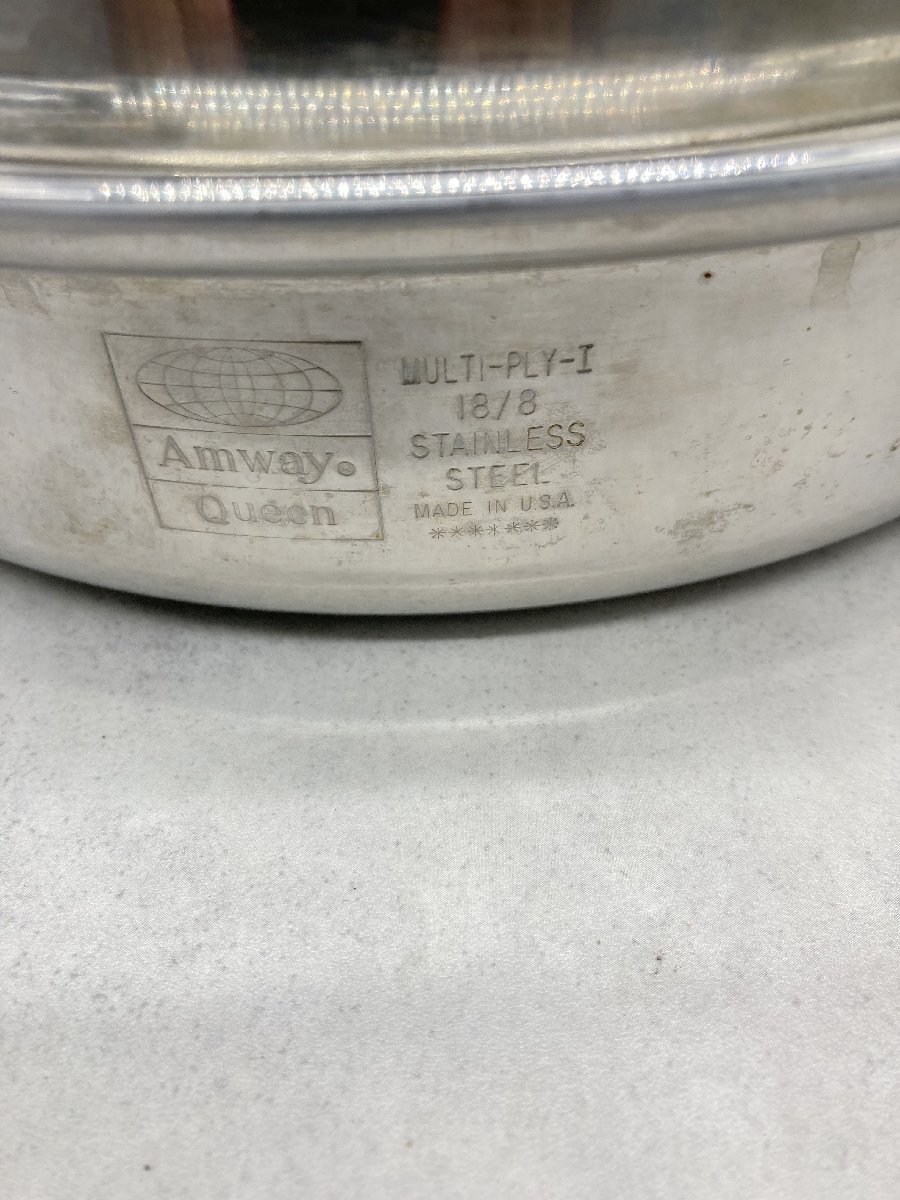 Amway®
Queen
MULTI-PLY-I
18/8
STAINLESS
STEEL
MADE IN U.S.A.
*******